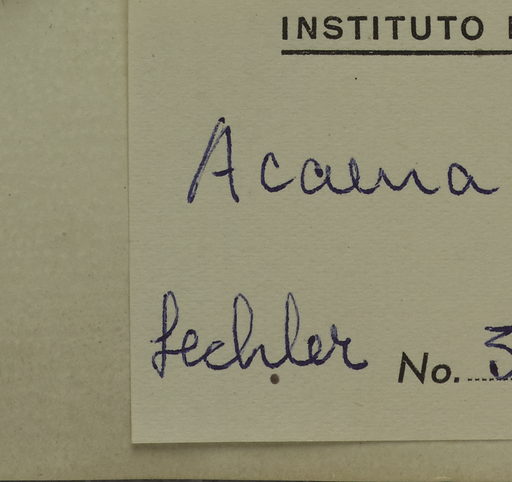 INSTITUTO
Acaena
Lechler No. 3